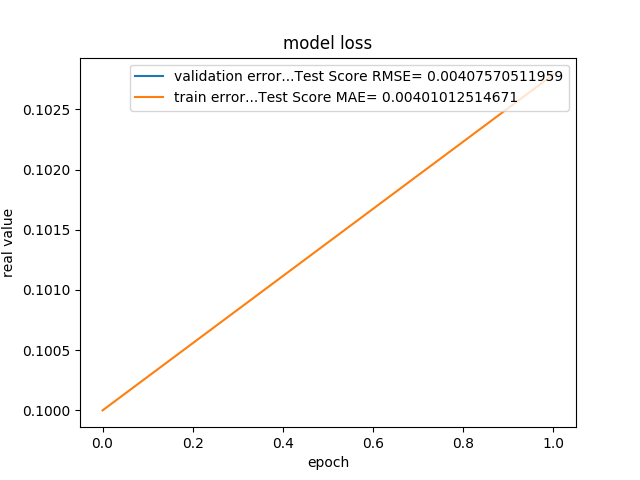 model loss
validation error...Test Score RMSE= 0.00407570511959
train error...Test Score MAE= 0.00401012514671
real value
0.1025
0.1020
0.1015
0.1010
0.1005
0.1000
0.0 0.2 0.4 0.6 0.8 1.0
epoch